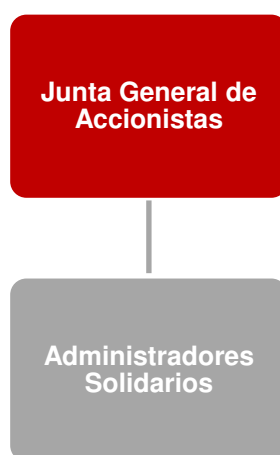 Junta General de
Accionistas
Administradores
Solidarios